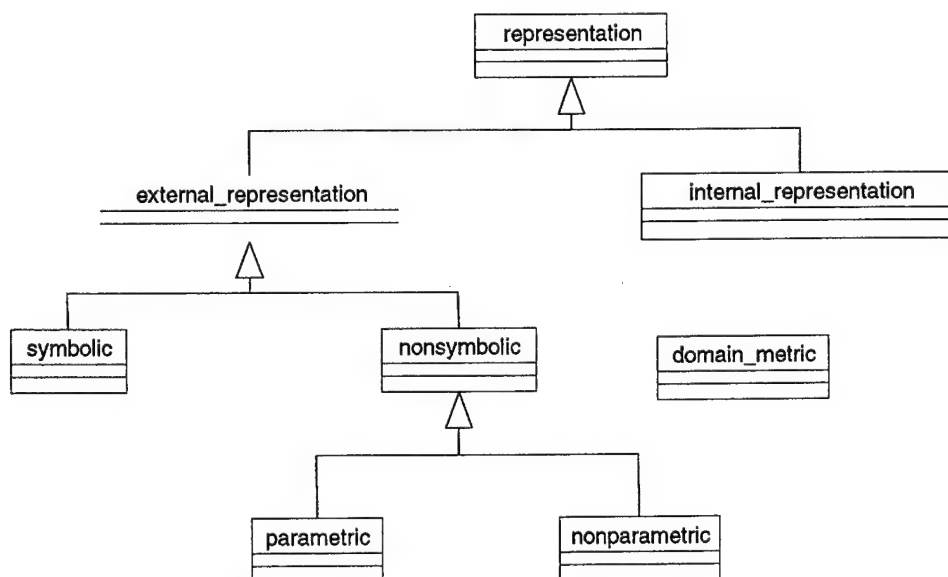 representation
external_representation
internal_representation
symbolic
nonsymbolic
domain_metric
parametric
nonparametric